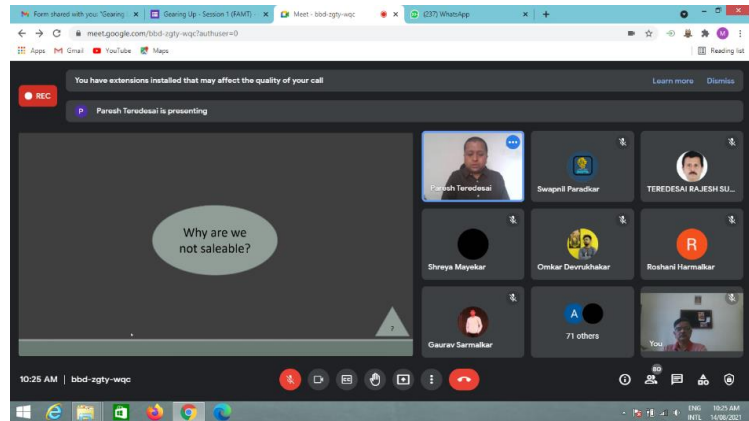 Form shared with you: "Gearing
Gearing Up - Session 1 (FAMT) -
Meet - bbd-zgty-wqc
(237) WhatsApp
meet.google.com/bbd-zgty-wqc?authuser=0
M
Apps
Gmail
YouTube
Maps
Reading list
REC
You have extensions installed that may affect the quality of your call
Learn more
Dismiss
P
Paresh Teredesai is presenting
Why are we
not saleable?
Paresh Teredesai
Swapnil Paradkar
TEREDESAI RAJESH SU...
Shreya Mayekar
Omkar Devrukhakar
R
Roshani Harmalkar
Gaurav Sarmalkar
A
71 others
You
10:25 AM | bbd-zgty-wqc
80
ENG
INTL
10:25 AM
14/08/2021